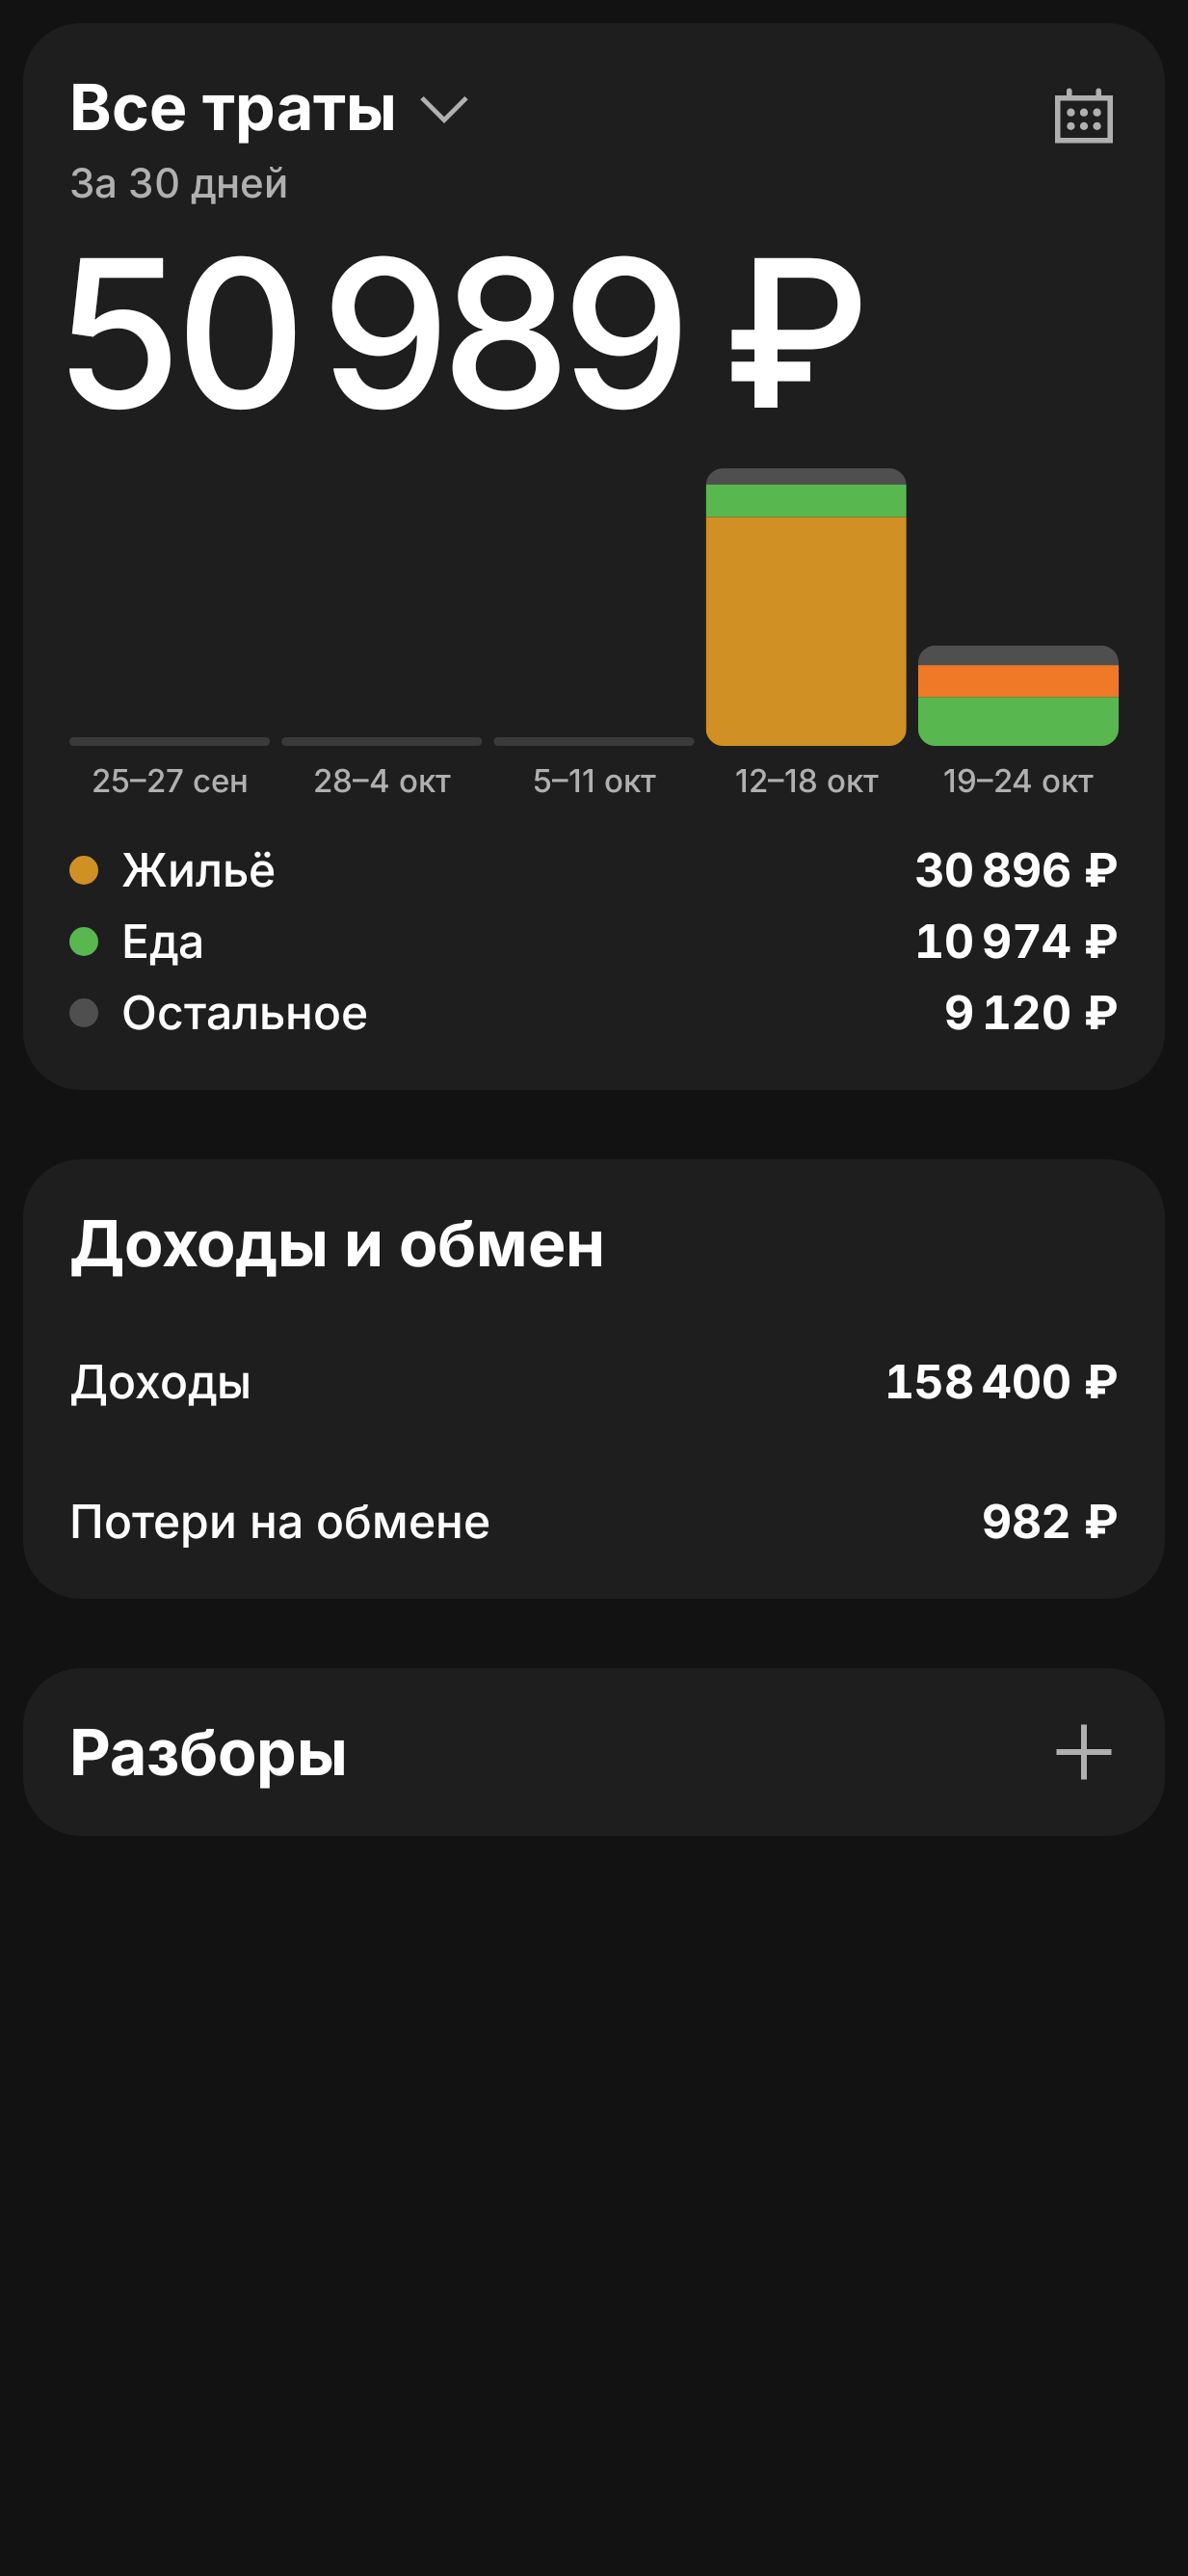 Все траты
За 30 дней
50 989 ₽
25–27 сен 28–4 окт 5–11 окт 12–18 окт 19–24 окт
Жильё 30 896 ₽
Еда 10 974 ₽
Остальное 9 120 ₽
Доходы и обмен
Доходы 158 400 ₽
Потери на обмене 982 ₽
Разборы